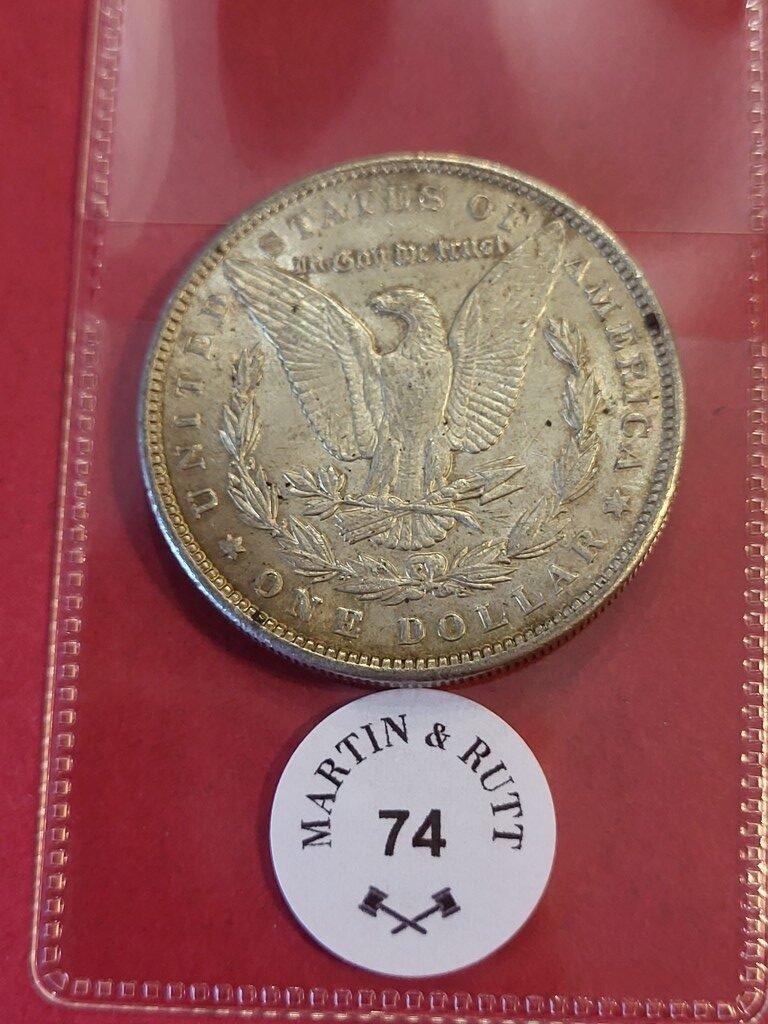 UNITED STATES OF AMERICA
In God we trust
ONE DOLLAR
MARTIN & RUTT
74